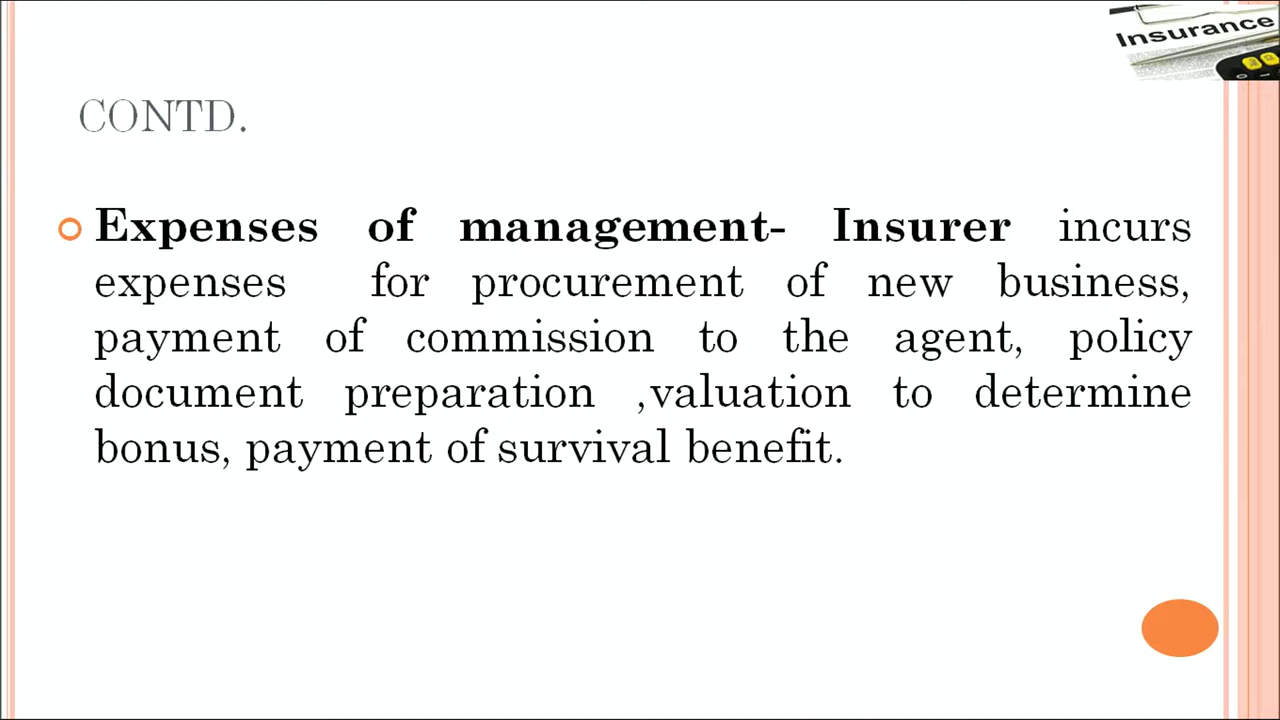 Insurance
CONTD.
Expenses of management- Insurer incurs
expenses for procurement of new business,
payment of commission to the agent, policy
document preparation ,valuation to determine
bonus, payment of survival benefit.